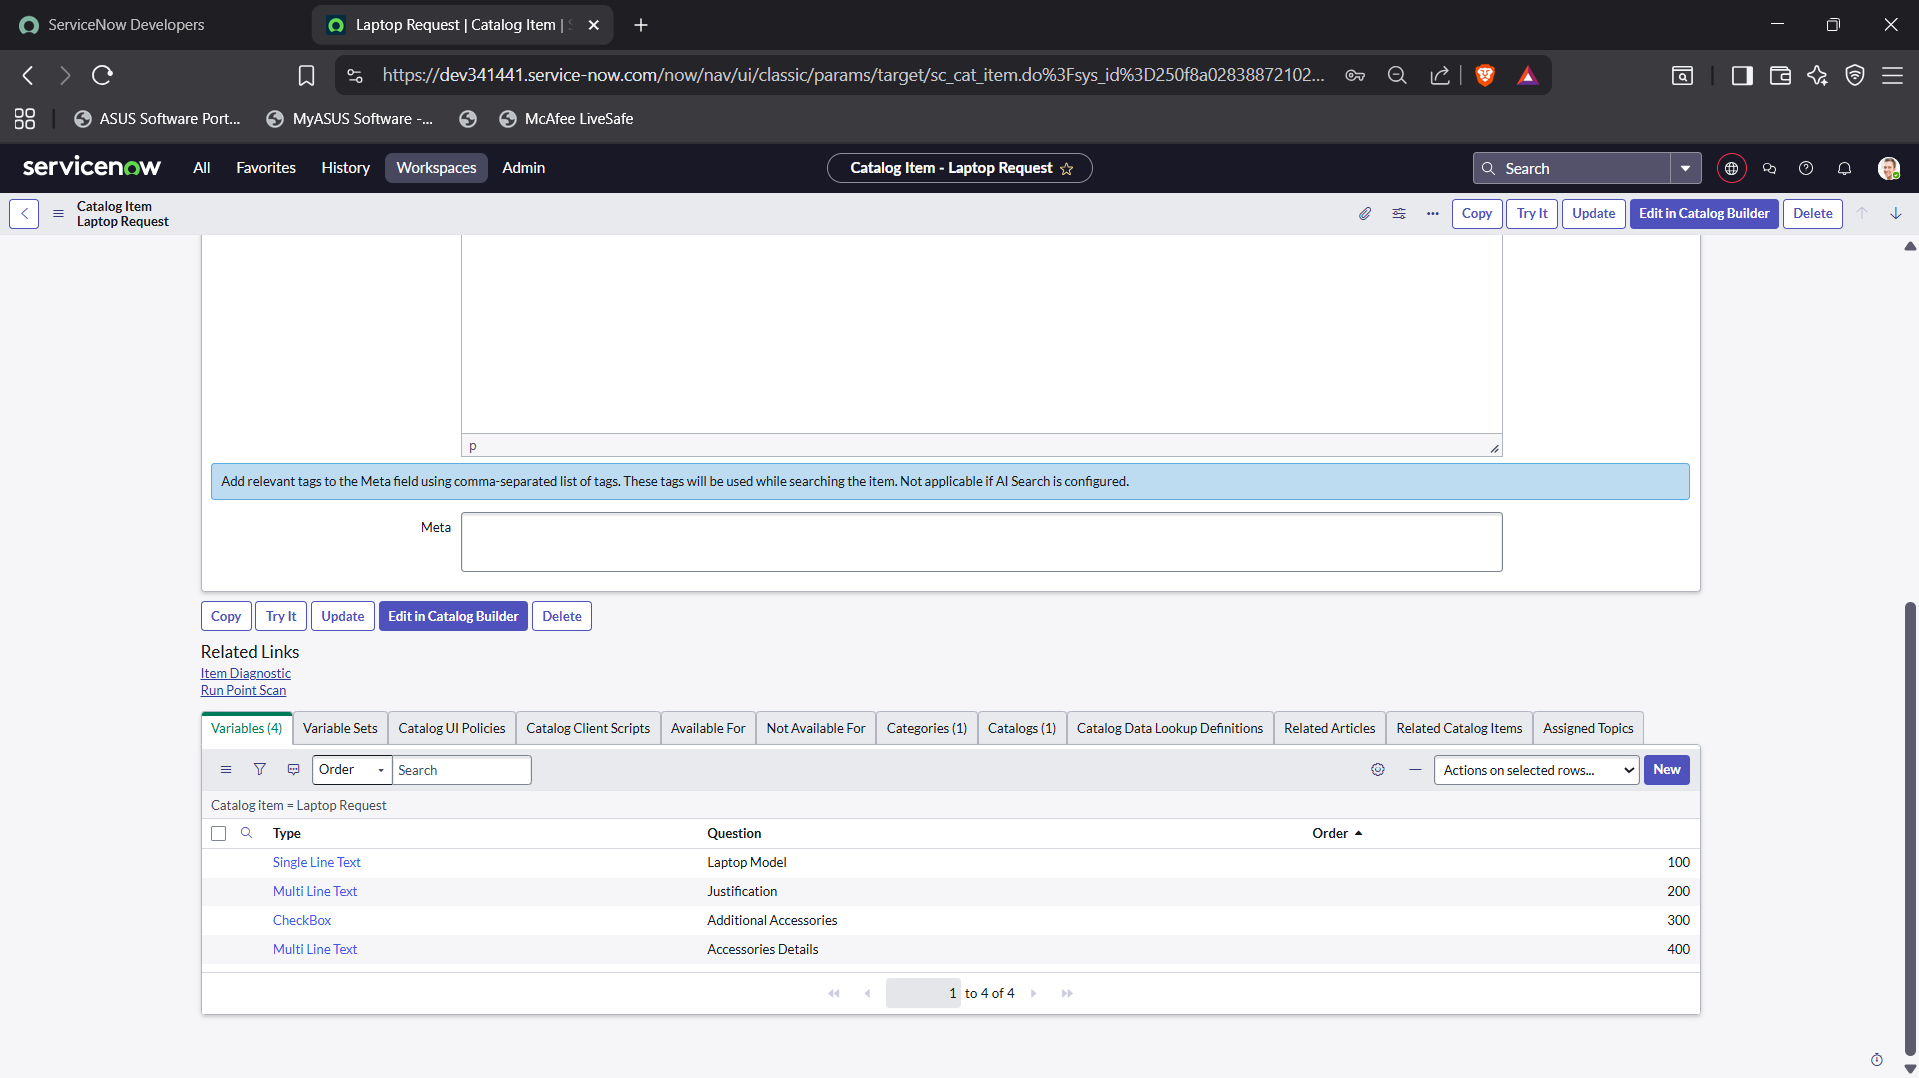 ServiceNow Developers
Laptop Request | Catalog Item |
https://dev341441.service-now.com/now/nav/ui/classic/params/target/sc_cat_item.do%3Fsys_id%3D250f8a02838872102...
ASUS Software Port...
MyASUS Software -...
McAfee LiveSafe
servicenow
All
Favorites
History
Workspaces
Admin
Catalog Item - Laptop Request
Search
Catalog Item
Laptop Request
Copy
Try It
Update
Edit in Catalog Builder
Delete
p
Add relevant tags to the Meta field using comma-separated list of tags. These tags will be used while searching the item. Not applicable if AI Search is configured.
Meta
Copy
Try It
Update
Edit in Catalog Builder
Delete
Related Links
Item Diagnostic
Run Point Scan
Variables (4)
Variable Sets
Catalog UI Policies
Catalog Client Scripts
Available For
Not Available For
Categories (1)
Catalogs (1)
Catalog Data Lookup Definitions
Related Articles
Related Catalog Items
Assigned Topics
Order
Search
Actions on selected rows...
New
Catalog item = Laptop Request
Type Question Order
Single Line Text Laptop Model 100
Multi Line Text Justification 200
CheckBox Additional Accessories 300
Multi Line Text Accessories Details 400
1 to 4 of 4